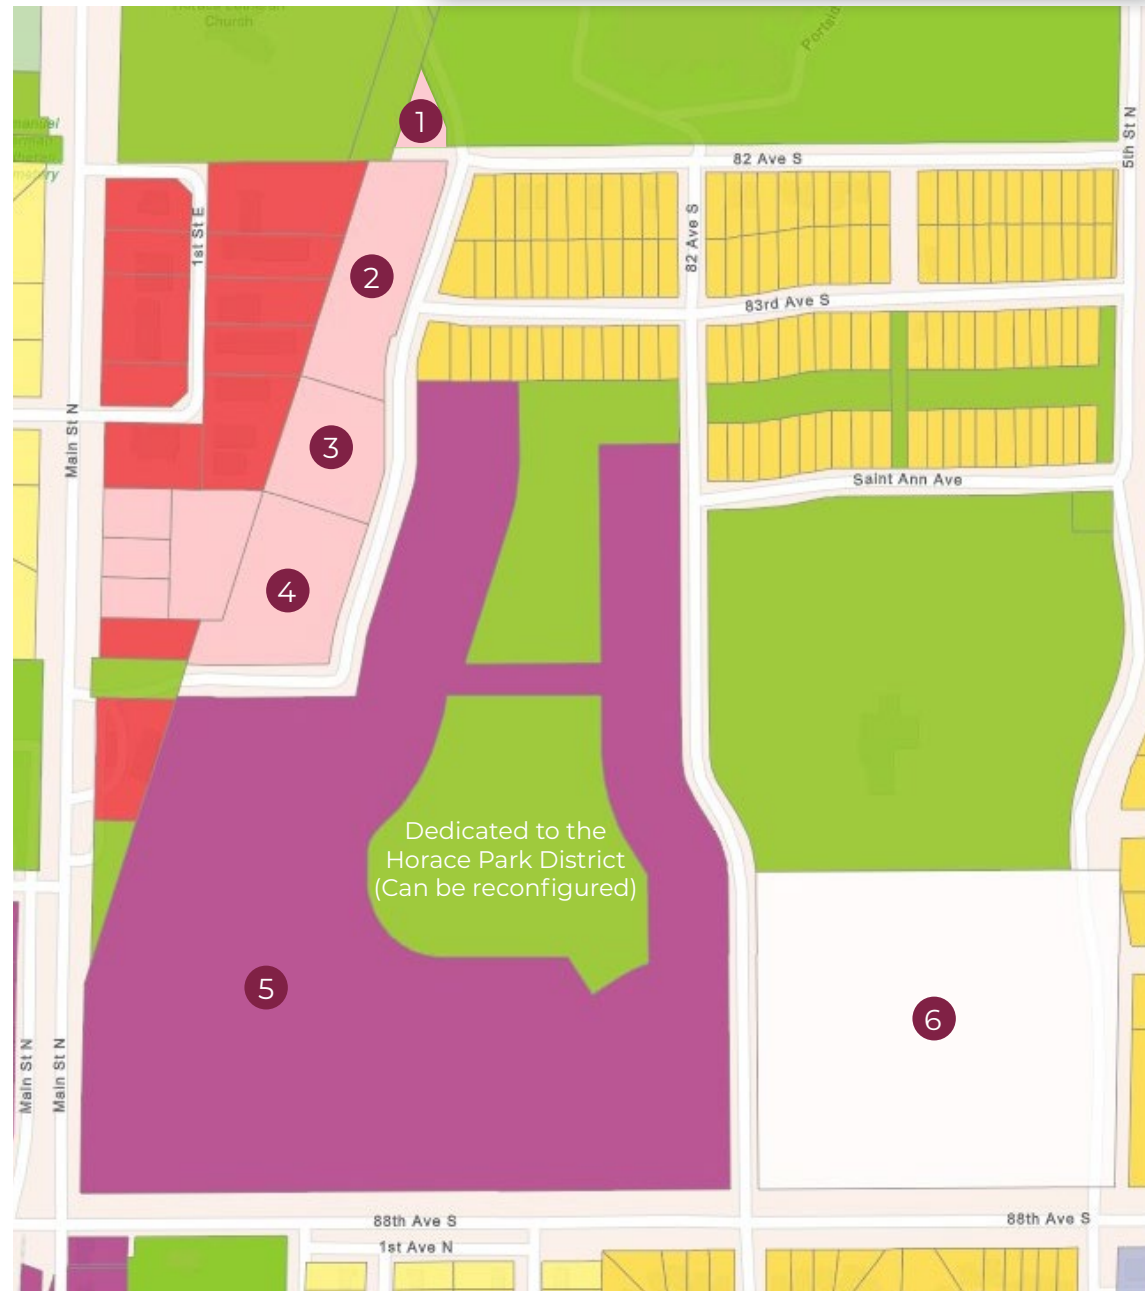 Church
Portsid
1
5th St N
82 Ave S
1st St E
82 Ave S
2
83rd Ave S
Main St N
3
Saint Ann Ave
4
Dedicated to the
Horace Park District
(Can be reconfigured)
5
6
Main St N
Main St N
88th Ave S
88th Ave S
1st Ave N